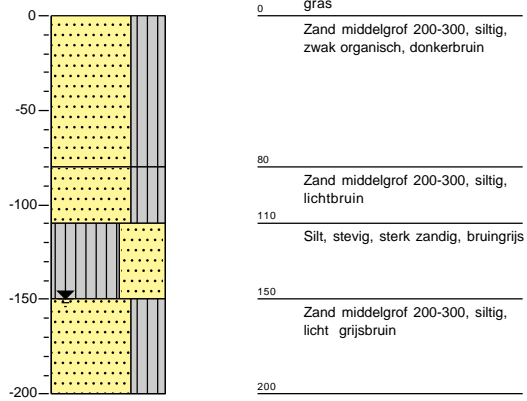 gras
0
0
Zand middelgrof 200-300, siltig,
zwak organisch, donkerbruin
-50
80
Zand middelgrof 200-300, siltig,
lichtbruin
-100
110
Silt, stevig, sterk zandig, bruingrijs
-150
150
Zand middelgrof 200-300, siltig,
licht grijsbruin
-200
200